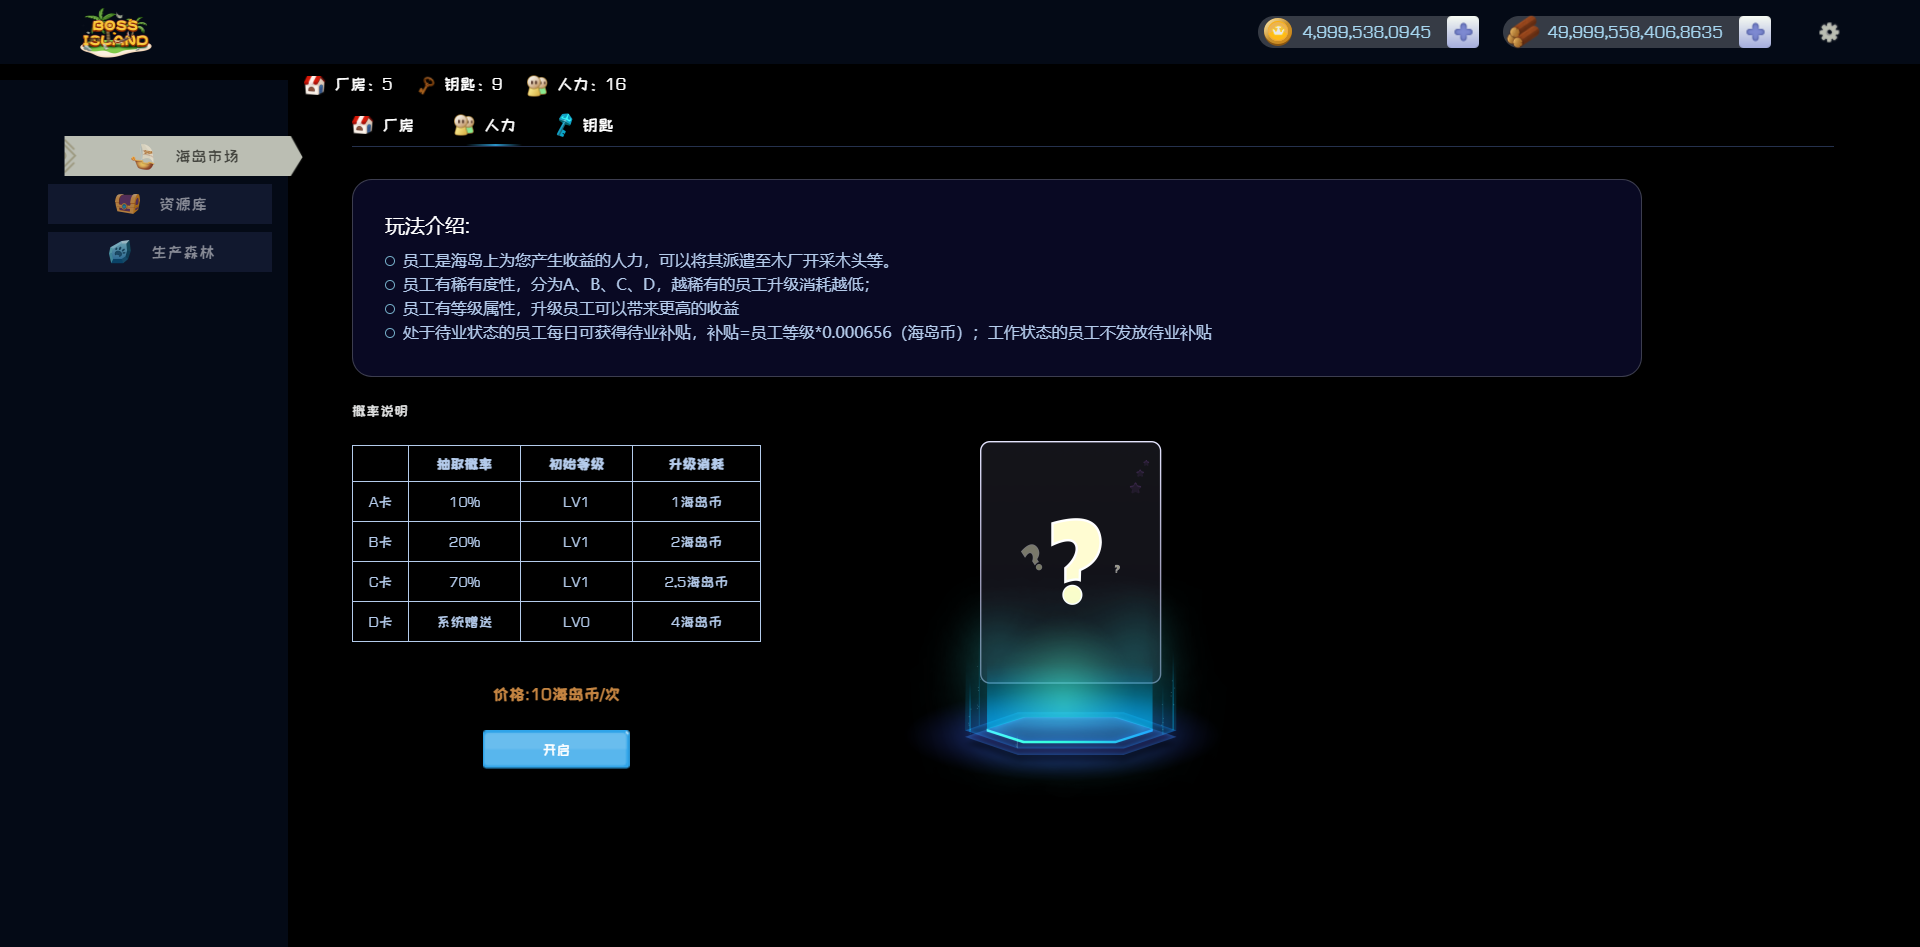 BOSS
ISLAND
4,999,538.0945
49,999,558,406.8635
厂房：5 钥匙：9 人力：16
厂房 人力 钥匙
海岛市场
资源库
生产森林
玩法介绍:
员工是海岛上为您产生收益的人力，可以将其派遣至木厂开采木头等。
员工有稀有度性，分为A、B、C、D，越稀有的员工升级消耗越低；
员工有等级属性，升级员工可以带来更高的收益
处于待业状态的员工每日可获得待业补贴，补贴=员工等级*0.000656（海岛币）；工作状态的员工不发放待业补贴
概率说明
抽取概率 初始等级 升级消耗
A卡 10% LV1 1海岛币
B卡 20% LV1 2海岛币
C卡 70% LV1 2.5海岛币
D卡 系统赠送 LV0 4海岛币
价格:10海岛币/次
开启
? ? ?